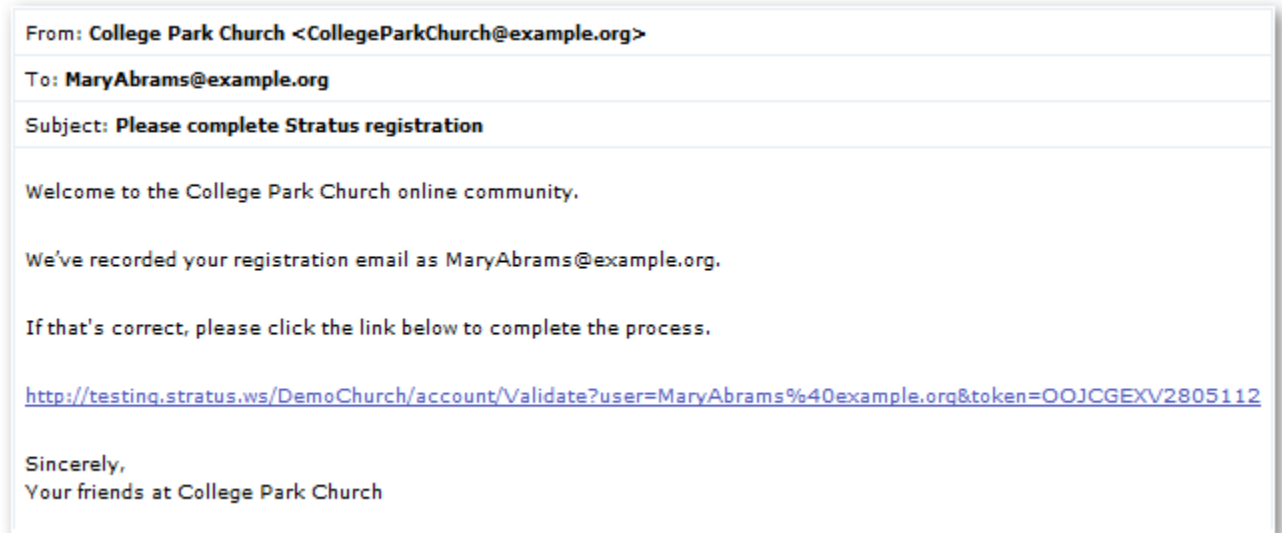 From: College Park Church <CollegeParkChurch@example.org>
To: MaryAbrams@example.org
Subject: Please complete Stratus registration
Welcome to the College Park Church online community.
We've recorded your registration email as MaryAbrams@example.org.
If that's correct, please click the link below to complete the process.
http://testing.stratus.ws/DemoChurch/account/Validate?user=MaryAbrams%40example.org&token=OOJCGEXV2805112
Sincerely,
Your friends at College Park Church